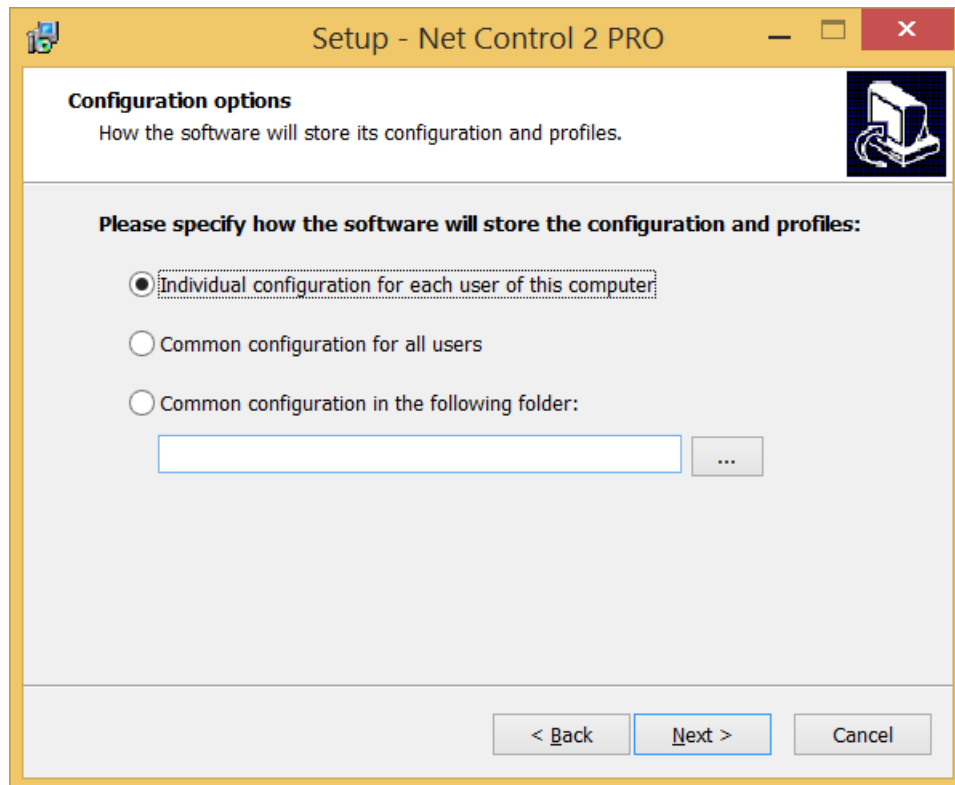 Setup - Net Control 2 PRO
Configuration options
How the software will store its configuration and profiles.
Please specify how the software will store the configuration and profiles:
Individual configuration for each user of this computer
Common configuration for all users
Common configuration in the following folder:
...
< Back
Next >
Cancel